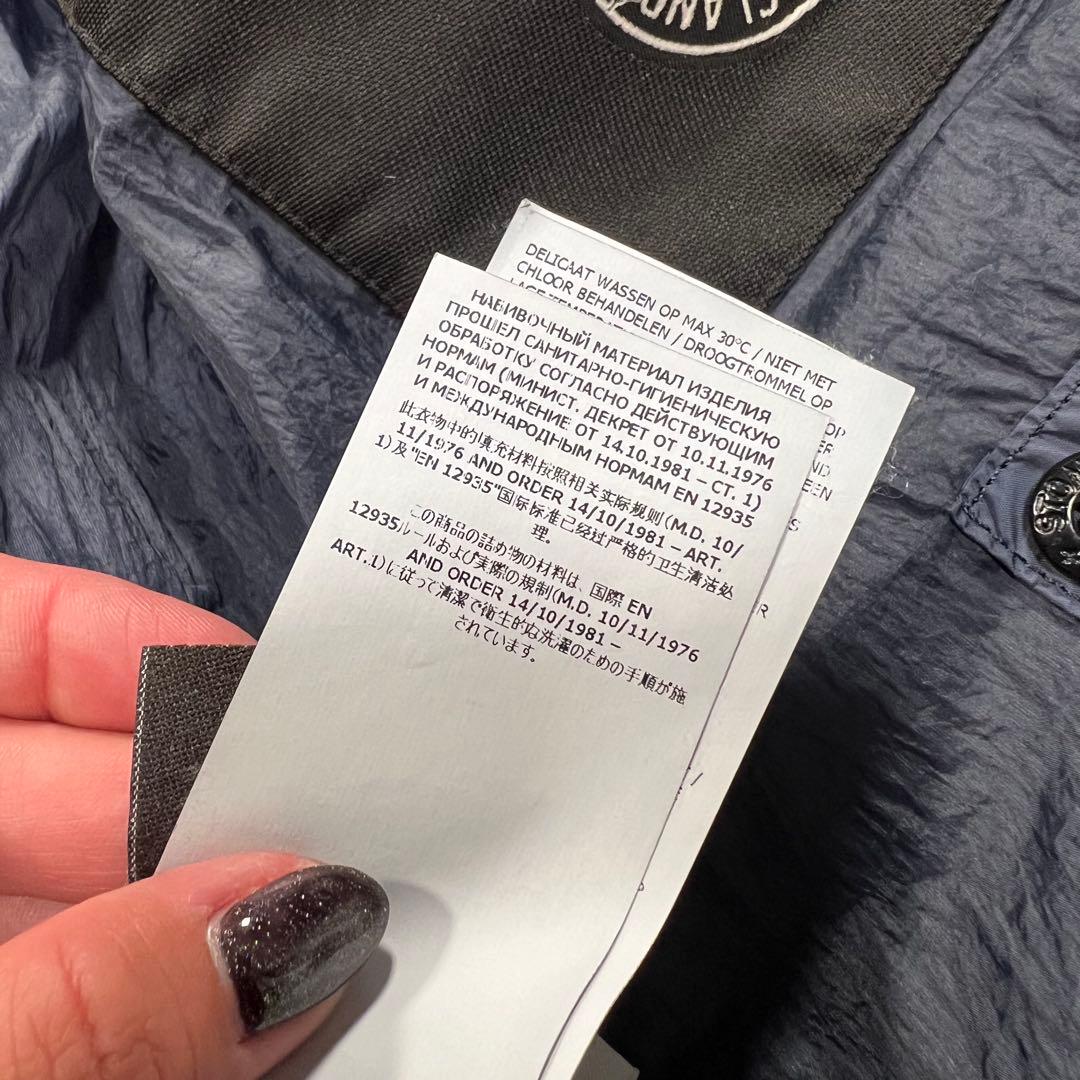 DELICAAT WASSEN OP MAX 30°C / NIET MET
CHLOOR BEHANDELEN / DROOGTROMMEL OP
НАБИВОЧНЫЙ МАТЕРИАЛ ИЗДЕЛИЯ
ПРОШЕЛ САНИТАРНО-ГИГИЕНИЧЕСКУЮ
ОБРАБОТКУ СОГЛАСНО ДЕЙСТВУЮЩИМ
НОРМАМ (МИНИСТ. ДЕКРЕТ ОТ 10.11.1976
И РАСПОРЯЖЕНИЕ ОТ 14.10.1981 – СТ. 1)
И МЕЖДУНАРОДНЫМ НОРМАМ EN 12935
此衣物中的填充材料按照相关实际规则(M.D. 10/
11/1976 AND ORDER 14/10/1981 – ART.
1)及"EN 12935"国际标准已经过严格的卫生清洁处
理.
この商品の詰め物の材料は、国際 EN
12935ルールおよび実際の規制(M.D. 10/11/1976
AND ORDER 14/10/1981 –
ART.1)に従って清潔で衛生的な洗濯のための手順が施
されています。